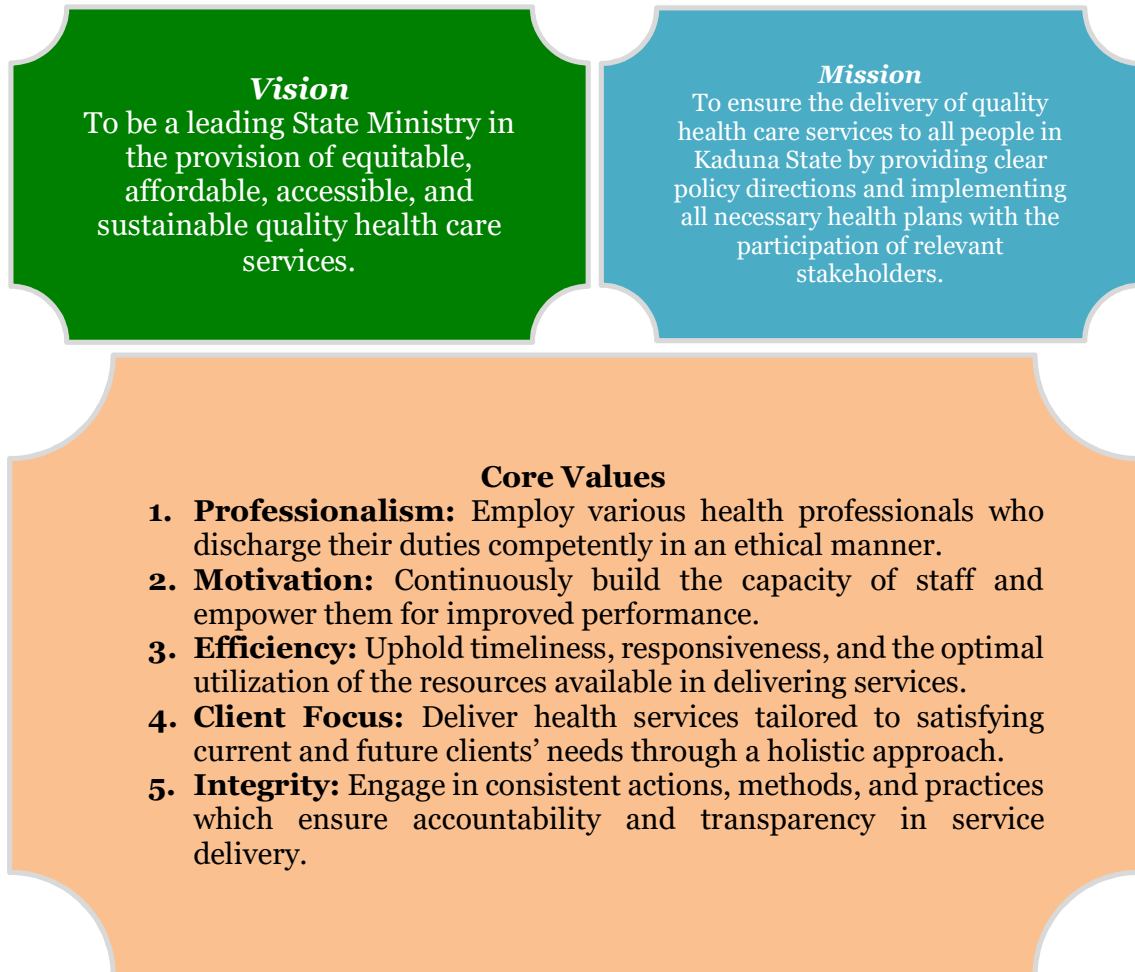 Vision
To be a leading State Ministry in
the provision of equitable,
affordable, accessible, and
sustainable quality health care
services.
Mission
To ensure the delivery of quality
health care services to all people in
Kaduna State by providing clear
policy directions and implementing
all necessary health plans with the
participation of relevant
stakeholders.
Core Values
1. Professionalism: Employ various health professionals who
discharge their duties competently in an ethical manner.
2. Motivation: Continuously build the capacity of staff and
empower them for improved performance.
3. Efficiency: Uphold timeliness, responsiveness, and the optimal
utilization of the resources available in delivering services.
4. Client Focus: Deliver health services tailored to satisfying
current and future clients’ needs through a holistic approach.
5. Integrity: Engage in consistent actions, methods, and practices
which ensure accountability and transparency in service
delivery.